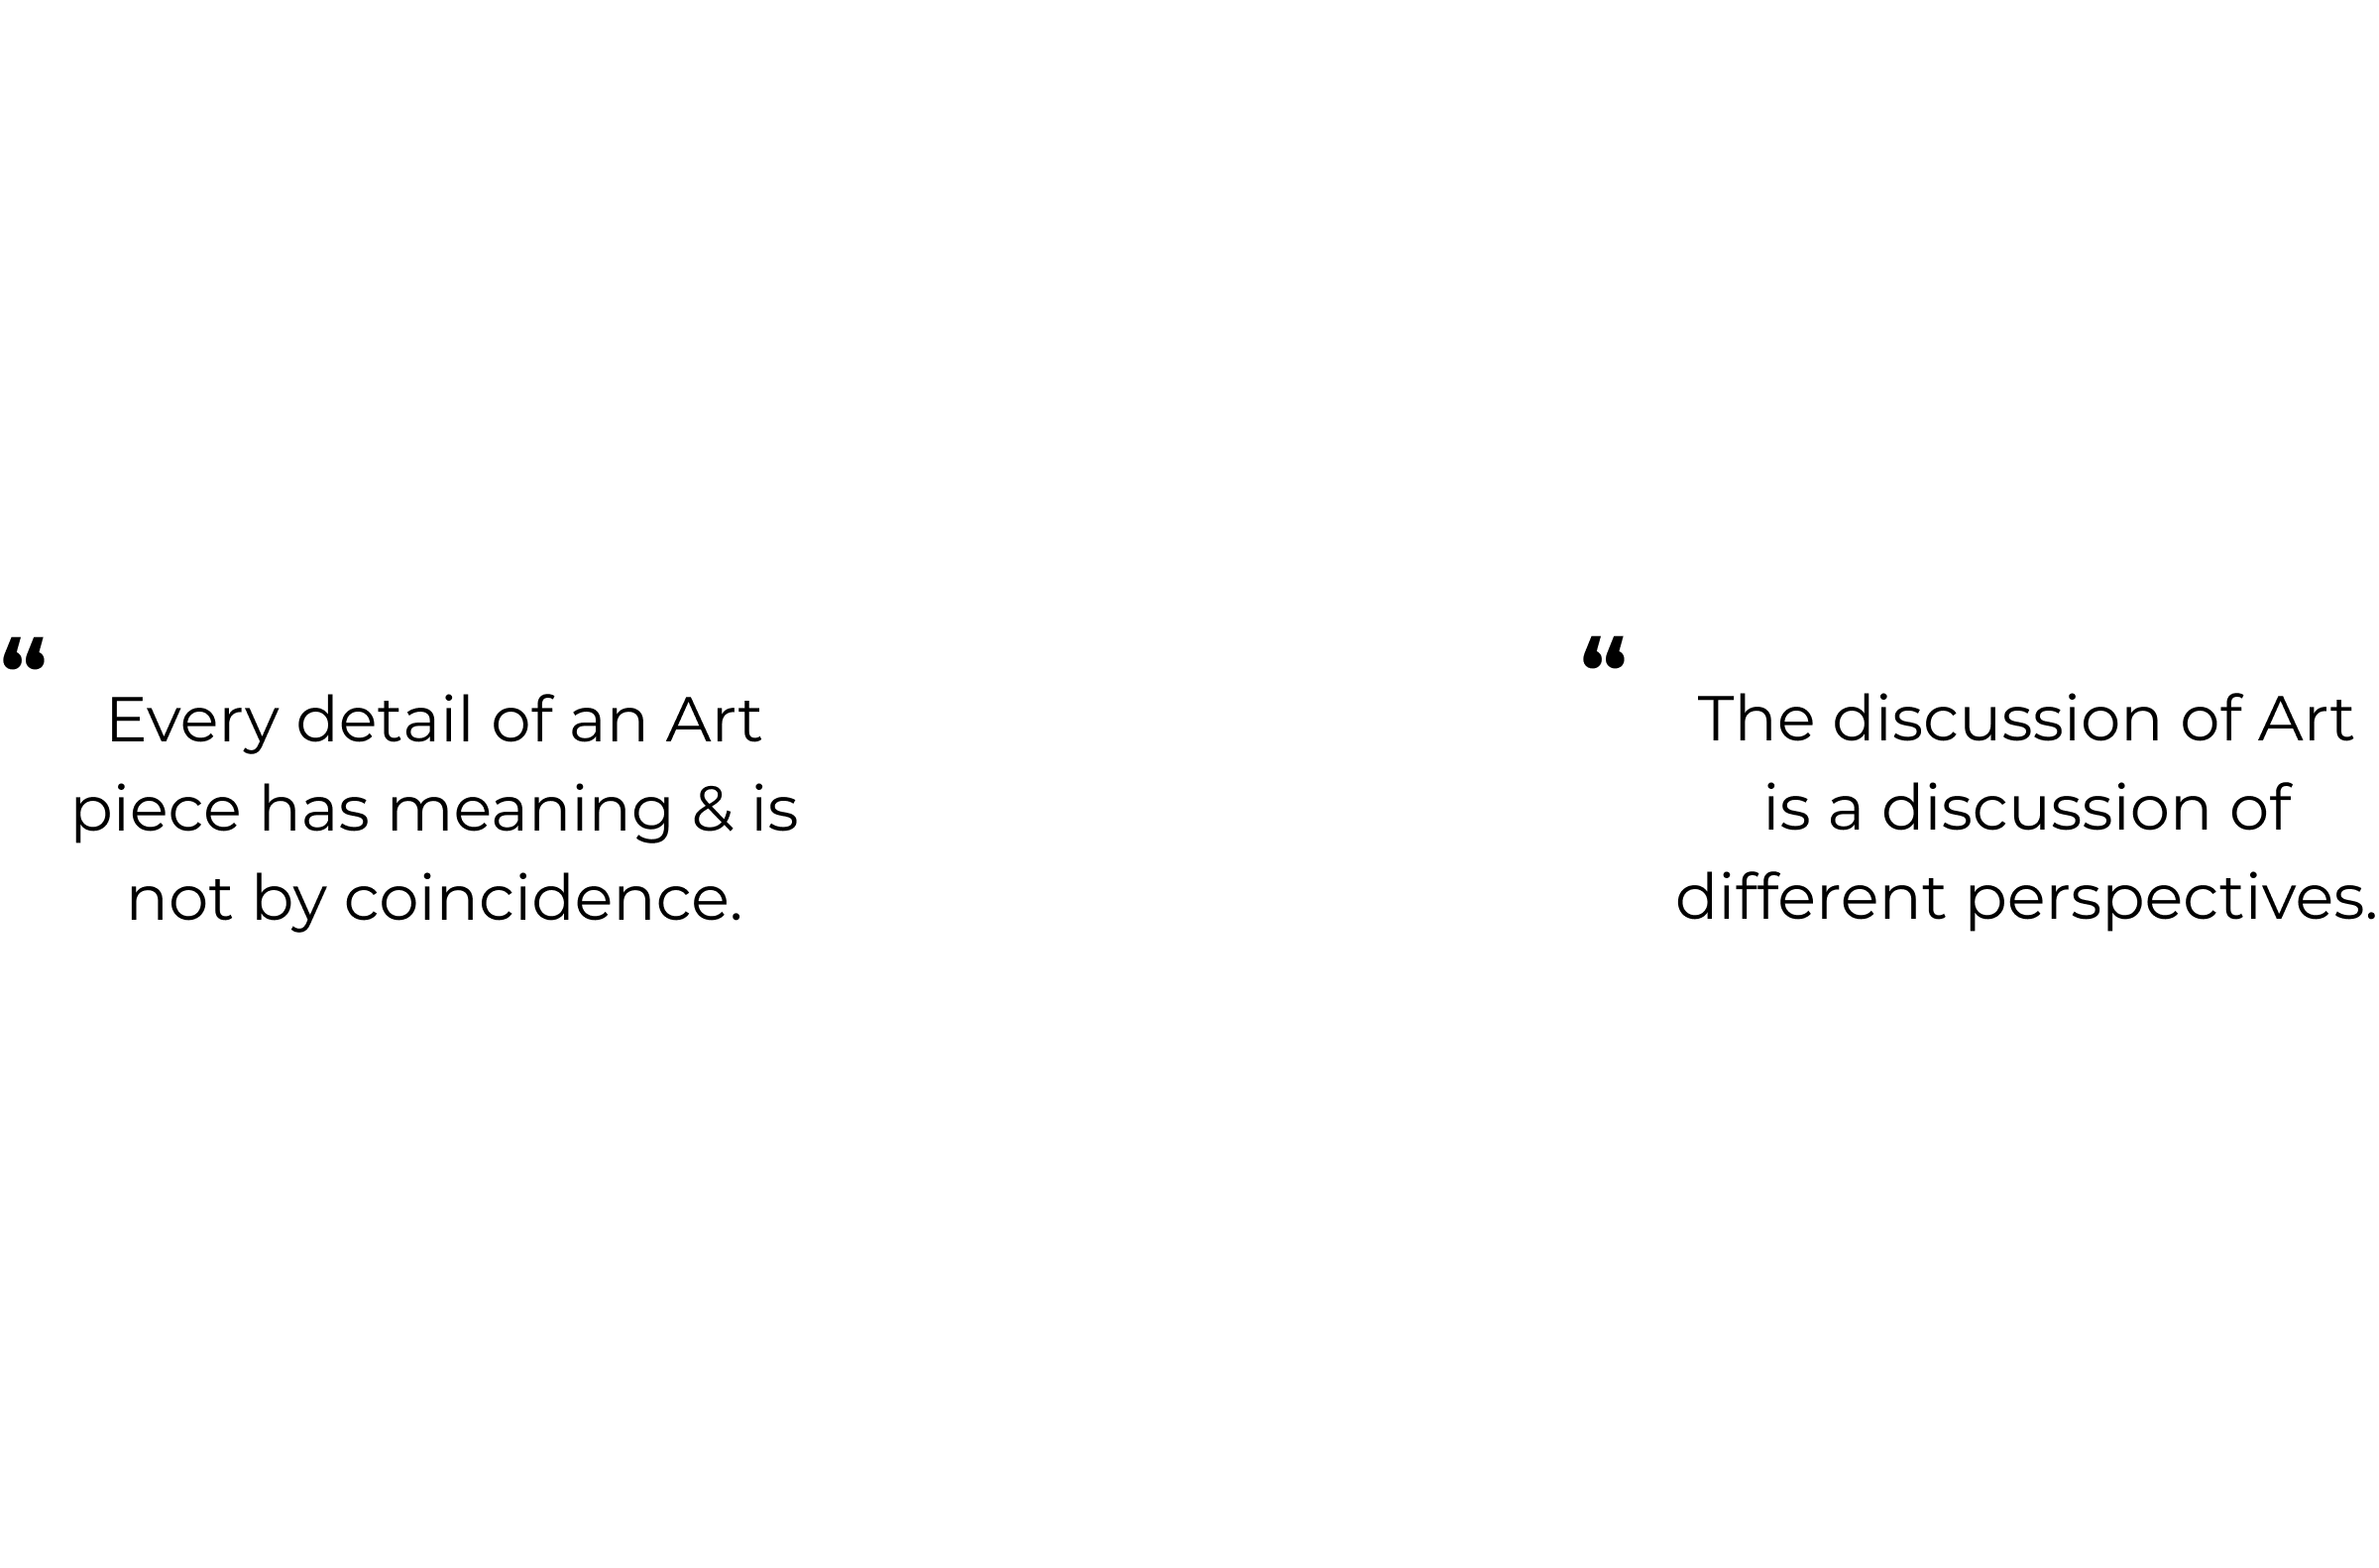 “
Every detail of an Art
piece has meaning & is
not by coincidence.
“
The discussion of Art
is a discussion of
different perspectives.